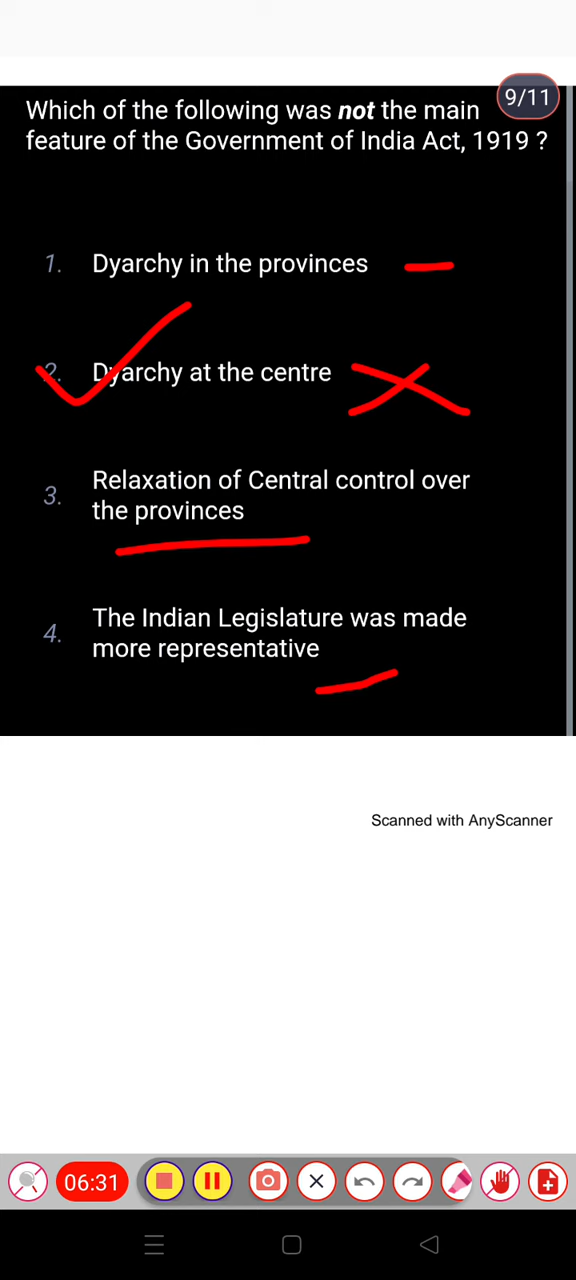 9/11
Which of the following was not the main
feature of the Government of India Act, 1919 ?
1. Dyarchy in the provinces
2. Dyarchy at the centre
3. Relaxation of Central control over
the provinces
4. The Indian Legislature was made
more representative
Scanned with AnyScanner
06:31